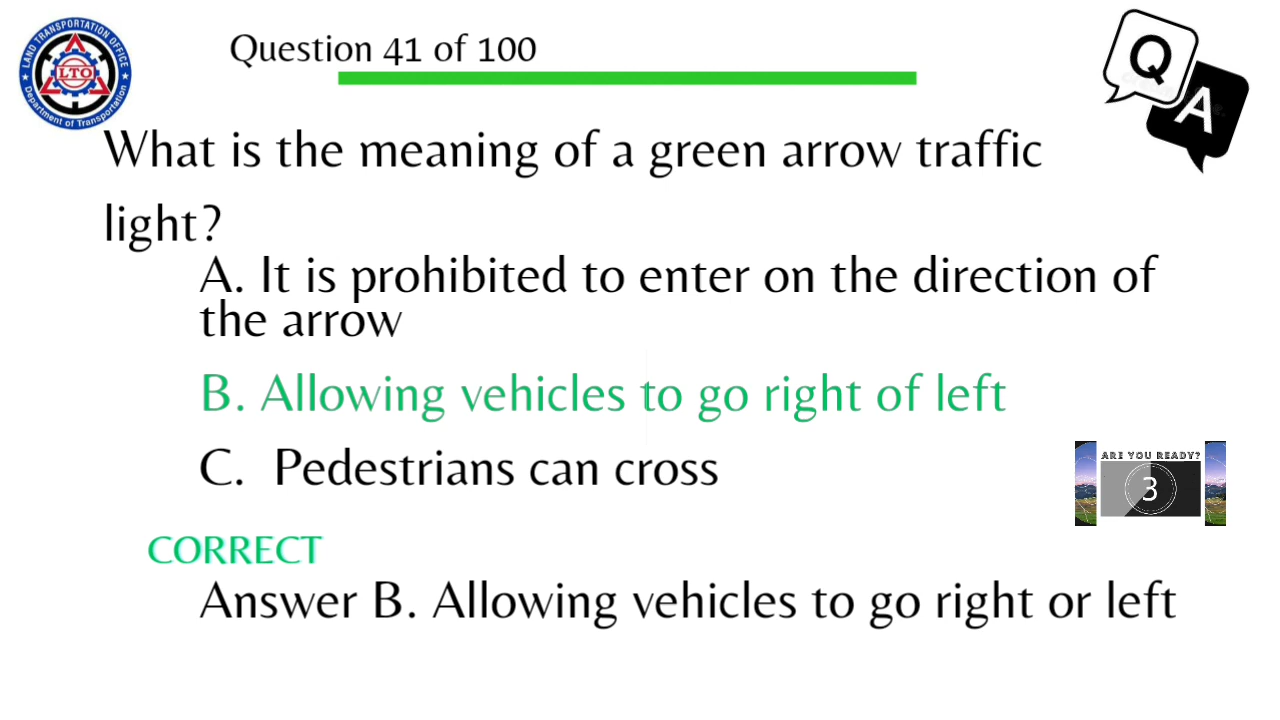 LAND TRANSPORTATION OFFICE
LTO
Department of Transportation
Question 41 of 100
Q
A
What is the meaning of a green arrow traffic
light?
A. It is prohibited to enter on the direction of
the arrow
B. Allowing vehicles to go right of left
C. Pedestrians can cross
ARE YOU READY?
3
CORRECT
Answer B. Allowing vehicles to go right or left